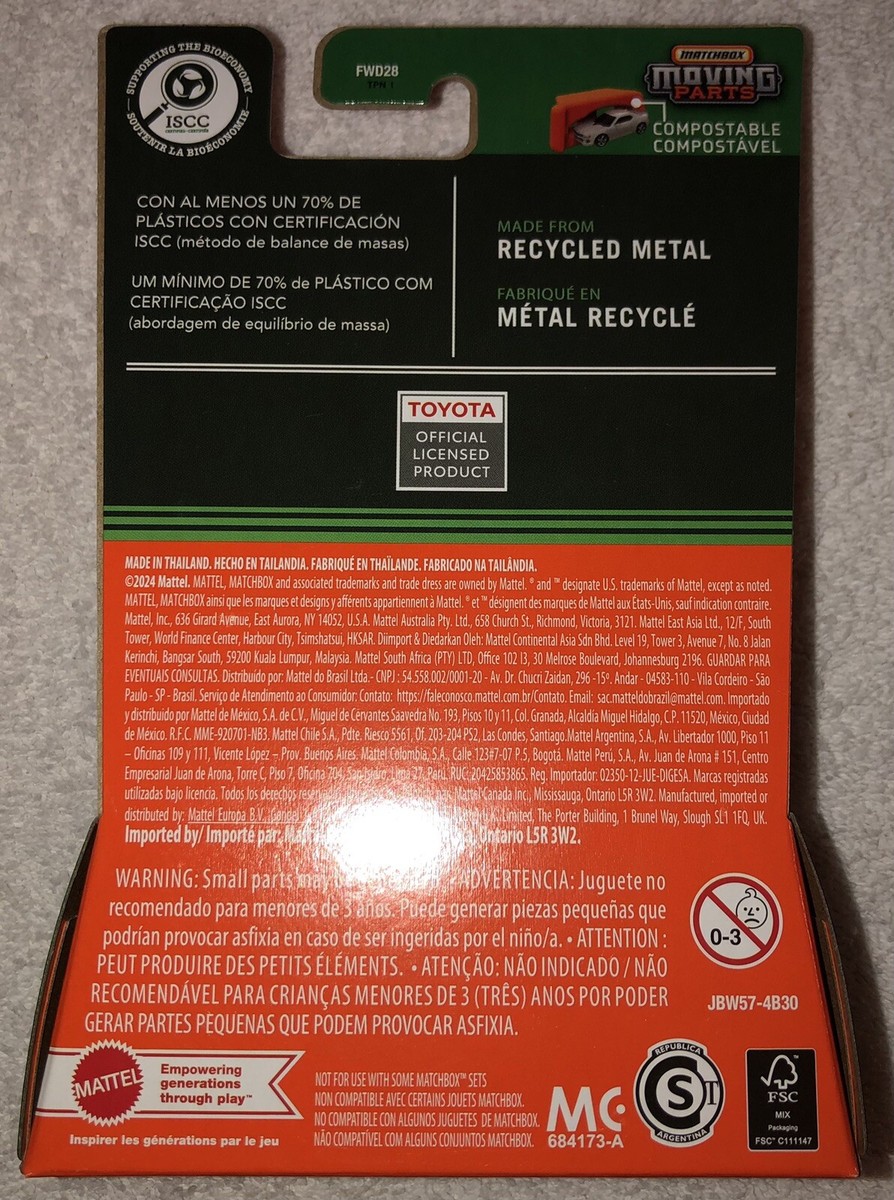 SUPPORTING THE BIOECONOMY
ISCC
SOUTENIR LA BIOÉCONOMIE
FWD28
TPN 1
MATCHBOX
MOVING
PARTS
COMPOSTABLE
COMPOSTÁVEL
CON AL MENOS UN 70% DE
PLÁSTICOS CON CERTIFICACIÓN
ISCC (método de balance de masas)
UM MÍNIMO DE 70% de PLÁSTICO COM
CERTIFICAÇÃO ISCC
(abordagem de equilíbrio de massa)
MADE FROM
RECYCLED METAL
FABRIQUÉ EN
MÉTAL RECYCLÉ
TOYOTA
OFFICIAL
LICENSED
PRODUCT
MADE IN THAILAND. HECHO EN TAILANDIA. FABRIQUÉ EN THAÏLANDE. FABRICADO NA TAILÂNDIA.
©2024 Mattel. MATTEL, MATCHBOX and associated trademarks and trade dress are owned by Mattel. ® and ™ designate U.S. trademarks of Mattel, except as noted.
MATTEL, MATCHBOX ainsi que les marques et designs y afférents appartiennent à Mattel. ® et ™ désignent des marques de Mattel aux États-Unis, sauf indication contraire.
Mattel, Inc., 636 Girard Avenue, East Aurora, NY 14052, U.S.A. Mattel Australia Pty. Ltd., 658 Church St., Richmond, Victoria, 3121. Mattel East Asia Ltd., 12/F, South
Tower, World Finance Center, Harbour City, Tsimshatsui, HKSAR. Diimport & Diedarkan Oleh: Mattel Continental Asia Sdn Bhd. Level 19, Tower 3, Avenue 7, No. 8 Jalan
Kerinchi, Bangsar South, 59200 Kuala Lumpur, Malaysia. Mattel South Africa (PTY) LTD, Office 102 I3, 30 Melrose Boulevard, Johannesburg 2196. GUARDAR PARA
EVENTUAIS CONSULTAS. Distribuido por: Mattel do Brasil Ltda.- CNPJ : 54.558.002/0001-20 - Av. Dr. Chucri Zaidan, 296 -15º. Andar - 04583-110 - Vila Cordeiro - São
Paulo - SP - Brasil. Serviço de Atendimento ao Consumidor: Contato: https://faleconosco.mattel.com.br/Contato. Email: sac.matteldobrazil@mattel.com. Importado
y distribuido por Mattel de México, S.A. de C.V., Miguel de Cervantes Saavedra No. 193, Pisos 10 y 11, Col. Granada, Alcaldía Miguel Hidalgo, C.P. 11520, México, Ciudad
de México. R.F.C. MME-920701-NB3. Mattel Chile S.A., Pdte. Riesco 5561, Of. 203-204 PS2, Las Condes, Santiago.Mattel Argentina, S.A., Av. Libertador 1000, Piso 11
– Oficinas 109 y 111, Vicente López – Prov. Buenos Aires. Mattel Colombia, S.A., Calle 123#7-07 P.5, Bogotá. Mattel Perú, S.A., Av. Juan de Arona # 151, Centro
Empresarial Juan de Arona, Torre C, Piso 7, Oficina 204, San Isidro, Lima 27, Perú. RUC: 20425853865. Reg. Importador: 02350-12-JUE-DIGESA. Marcas registradas
utilizadas bajo licencia. Todos los derechos Mattel Canada Inc., Mississauga, Ontario L5R 3W2. Manufactured, imported or
distributed by: Mattel Europa B.V. Limited, The Porter Building, 1 Brunel Way, Slough SL1 1FQ, UK.
Imported by/ Importé par: Ontario L5R 3W2.
WARNING: Small parts may ADVERTENCIA: Juguete no
recomendado para menores de 3 años. Puede generar piezas pequeñas que
podrían provocar asfixia en caso de ser ingeridas por el niño/a. • ATTENTION :
PEUT PRODUIRE DES PETITS ÉLÉMENTS. • ATENÇÃO: NÃO INDICADO / NÃO
RECOMENDÁVEL PARA CRIANÇAS MENORES DE 3 (TRÊS) ANOS POR PODER
GERAR PARTES PEQUENAS QUE PODEM PROVOCAR ASFIXIA.
0-3
JBW57-4B30
MATTEL
Empowering
generations
through play™
Inspirer les générations par le jeu
NOT FOR USE WITH SOME MATCHBOX™ SETS
NON COMPATIBLE AVEC CERTAINS JOUETS MATCHBOX.
NO COMPATIBLE CON ALGUNOS JUGUETES DE MATCHBOX.
NÃO COMPATÍVEL COM ALGUNS CONJUNTOS MATCHBOX.
MC
684173-A
REPUBLICA
S T
ARGENTINA
FSC
MIX
Packaging
FSC® C111147